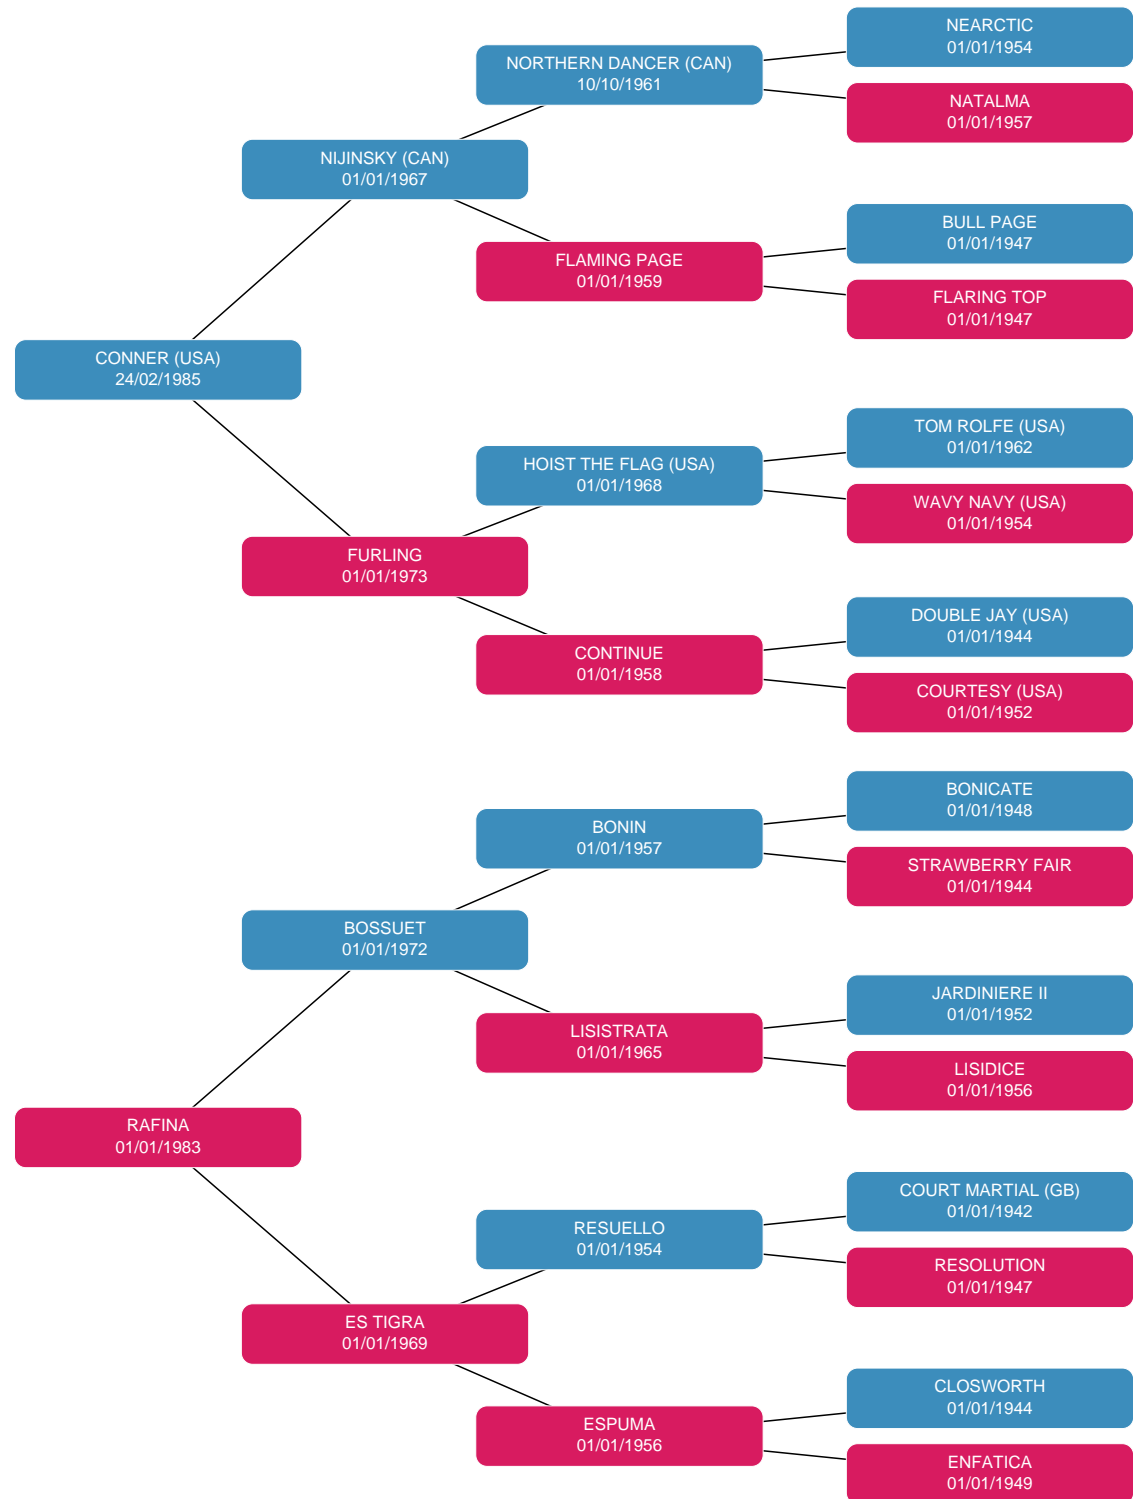 NEARCTIC
01/01/1954
NORTHERN DANCER (CAN)
10/10/1961
NATALMA
01/01/1957
NIJINSKY (CAN)
01/01/1967
BULL PAGE
01/01/1947
FLAMING PAGE
01/01/1959
FLARING TOP
01/01/1947
CONNER (USA)
24/02/1985
TOM ROLFE (USA)
01/01/1962
HOIST THE FLAG (USA)
01/01/1968
WAVY NAVY (USA)
01/01/1954
FURLING
01/01/1973
DOUBLE JAY (USA)
01/01/1944
CONTINUE
01/01/1958
COURTESY (USA)
01/01/1952
BONICATE
01/01/1948
BONIN
01/01/1957
STRAWBERRY FAIR
01/01/1944
BOSSUET
01/01/1972
JARDINIERE II
01/01/1952
LISISTRATA
01/01/1965
LISIDICE
01/01/1956
RAFINA
01/01/1983
COURT MARTIAL (GB)
01/01/1942
RESUELLO
01/01/1954
RESOLUTION
01/01/1947
ES TIGRA
01/01/1969
CLOSWORTH
01/01/1944
ESPUMA
01/01/1956
ENFATICA
01/01/1949